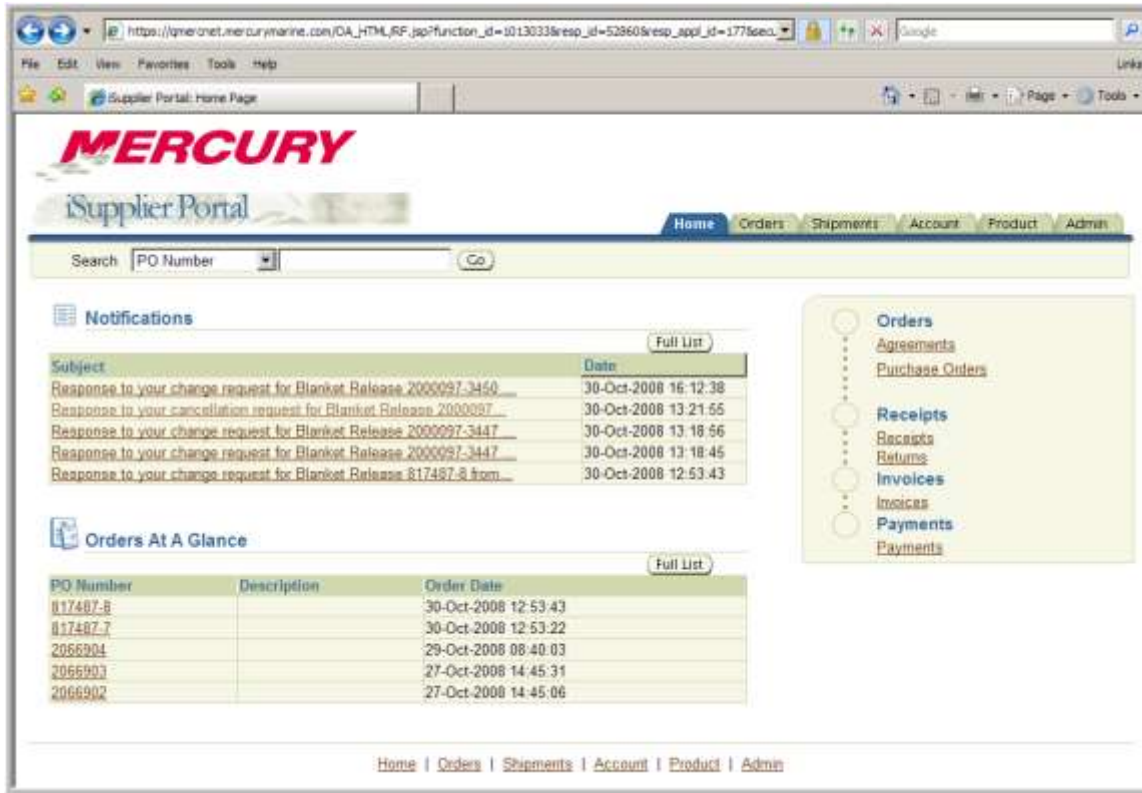 https://qmercnet.mercurymarine.com/OA_HTML/RF.jsp?function_id=1013033&resp_id=52860&resp_appl_id=177&secu Google
File Edit View Favorites Tools Help Links
iSupplier Portal: Home Page Page Tools
MERCURY
iSupplier Portal
Home Orders Shipments Account Product Admin
Search PO Number Go
Notifications
Full List
Subject Date
Response to your change request for Blanket Release 2000097-3450 .... 30-Oct-2008 16:12:38
Response to your cancellation request for Blanket Release 2000097... 30-Oct-2008 13:21:55
Response to your change request for Blanket Release 2000097-3447 .... 30-Oct-2008 13:18:56
Response to your change request for Blanket Release 2000097-3447 .... 30-Oct-2008 13:18:45
Response to your change request for Blanket Release 817487-8 from... 30-Oct-2008 12:53:43
Orders At A Glance
Full List
PO Number Description Order Date
817487-8 30-Oct-2008 12:53:43
817487-7 30-Oct-2008 12:53:22
2066904 29-Oct-2008 08:40:03
2066903 27-Oct-2008 14:45:31
2066902 27-Oct-2008 14:45:06
Orders
Agreements
Purchase Orders
Receipts
Receipts
Returns
Invoices
Invoices
Payments
Payments
Home | Orders | Shipments | Account | Product | Admin